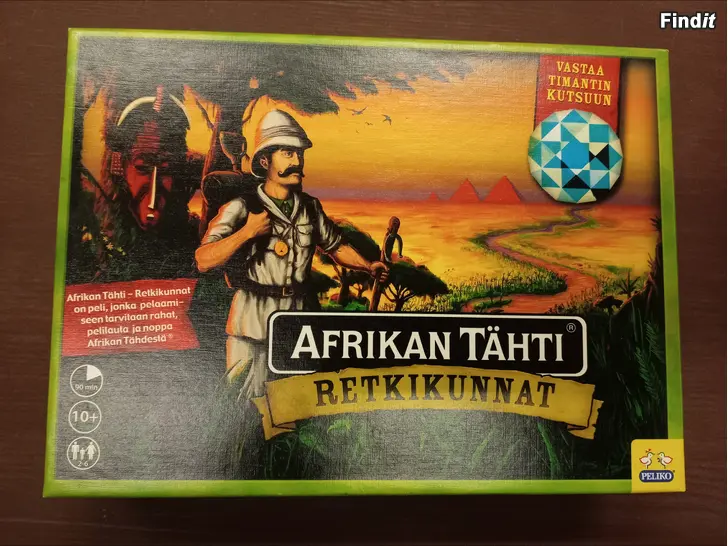 Findit
VASTAA
TIMANTIN
KUTSUUN
Afrikan Tähti – Retkikunnat
on peli, jonka pelaami-
seen tarvitaan rahat,
pelilauta ja noppa
Afrikan Tähdestä®
90 min
10+
2-6
AFRIKAN TÄHTI®
RETKIKUNNAT
PELIKO